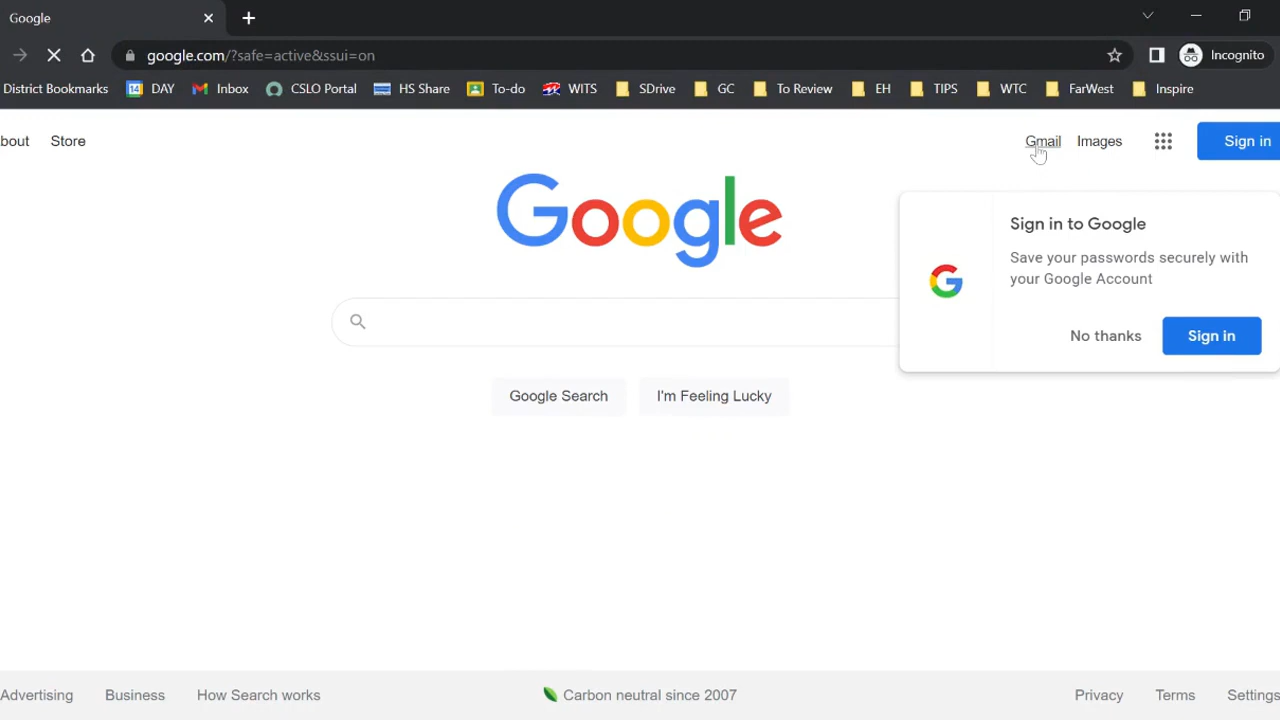 Google
google.com/?safe=active&ssui=on
Incognito
District Bookmarks 14 DAY Inbox CSLO Portal HS Share To-do WITS SDrive GC To Review EH TIPS WTC FarWest Inspire
bout Store Gmail Images Sign in
Google
Sign in to Google
Save your passwords securely with
your Google Account
No thanks Sign in
Google Search I'm Feeling Lucky
Advertising Business How Search works Carbon neutral since 2007 Privacy Terms Settings